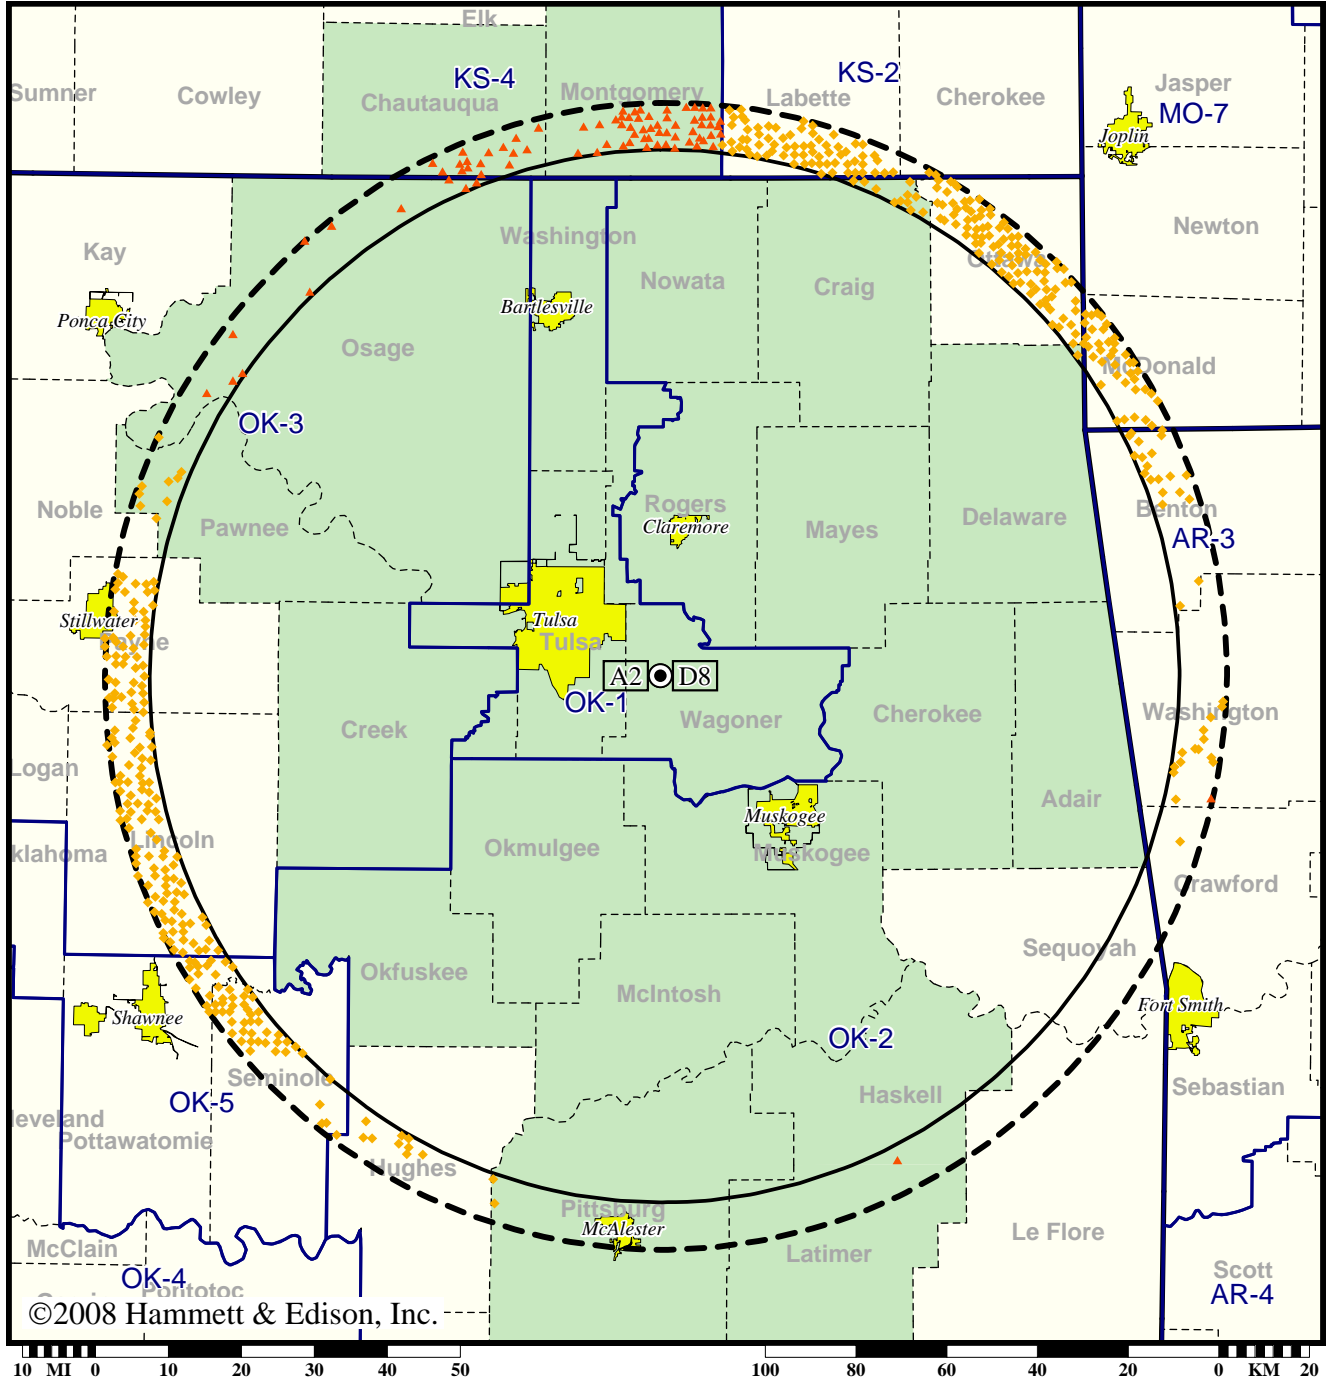 Elk
KS-4
KS-2
Sumner
Cowley
Chautauqua
Montgomery
Labette
Cherokee
Jasper
MO-7
Joplin
Newton
Kay
Washington
Nowata
Craig
Ottawa
Ponca City
Bartlesville
Osage
McDonald
OK-3
Noble
Pawnee
Rogers
Claremore
Mayes
Delaware
Benton
AR-3
Stillwater
Payne
Tulsa
Tulsa
A2
D8
OK-1
Wagoner
Creek
Cherokee
Washington
Logan
Adair
Muskogee
Lincoln
klahoma
Okmulgee
Muskogee
Crawford
Sequoyah
Okfuskee
McIntosh
Shawnee
Fort Smith
OK-2
Seminole
Haskell
Sebastian
OK-5
leveland
Pottawatomie
Hughes
Pittsburg
McAlester
Le Flore
McClain
Latimer
Scott
OK-4
Pontotoc
AR-4
©2008 Hammett & Edison, Inc.
10 MI 0 10 20 30 40 50 100 80 60 40 20 0 KM 20